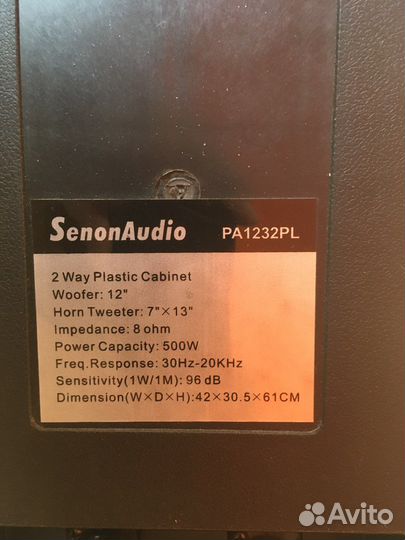 SenonAudio PA1232PL
2 Way Plastic Cabinet
Woofer: 12"
Horn Tweeter: 7"×13"
Impedance: 8 ohm
Power Capacity: 500W
Freq.Response: 30Hz-20KHz
Sensitivity(1W/1M): 96 dB
Dimension(W×D×H):42×30.5×61CM
Avito